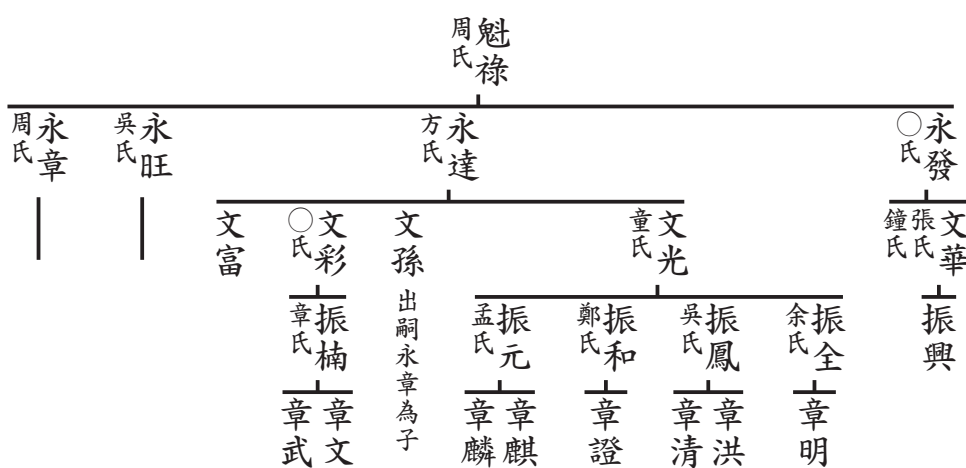 魁祿
周氏
永發
○氏
永達
方氏
永旺
吳氏
永章
周氏
文華
張氏
鐘氏
文光
童氏
文孫 出嗣永章為子
文彩
○氏
文富
振興
振全
余氏
振鳳
吳氏
振和
鄭氏
振元
孟氏
振楠
章氏
章明
章洪
章清
章證
章麒
章麟
章文
章武